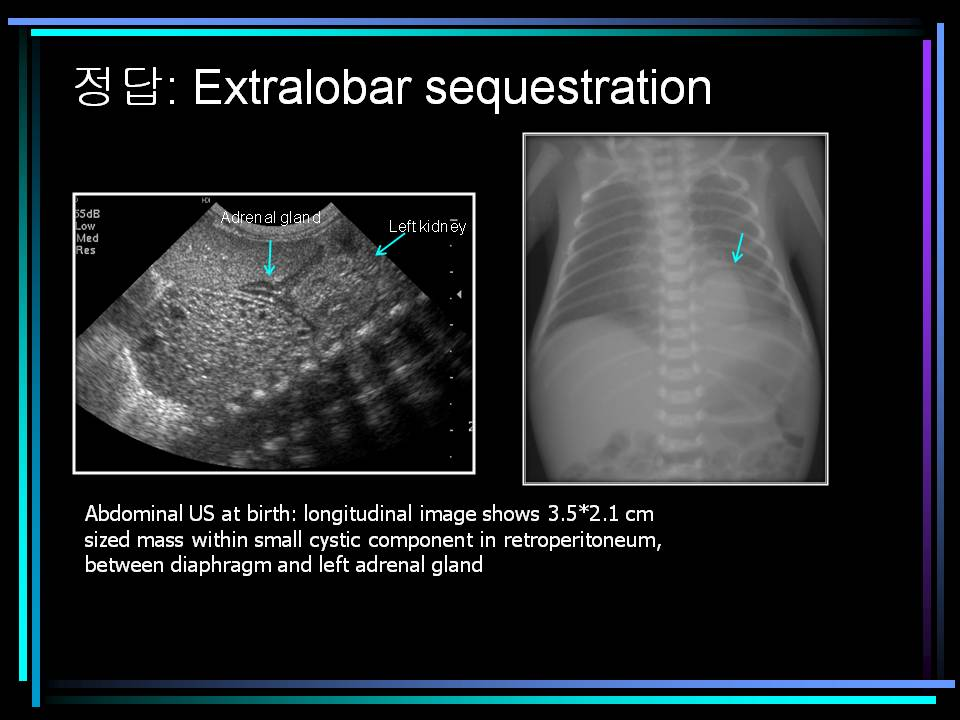 정답: Extralobar sequestration
55dB
Low
Med
Res
Adrenal gland
Left kidney
2
Abdominal US at birth: longitudinal image shows 3.5*2.1 cm
sized mass within small cystic component in retroperitoneum,
between diaphragm and left adrenal gland